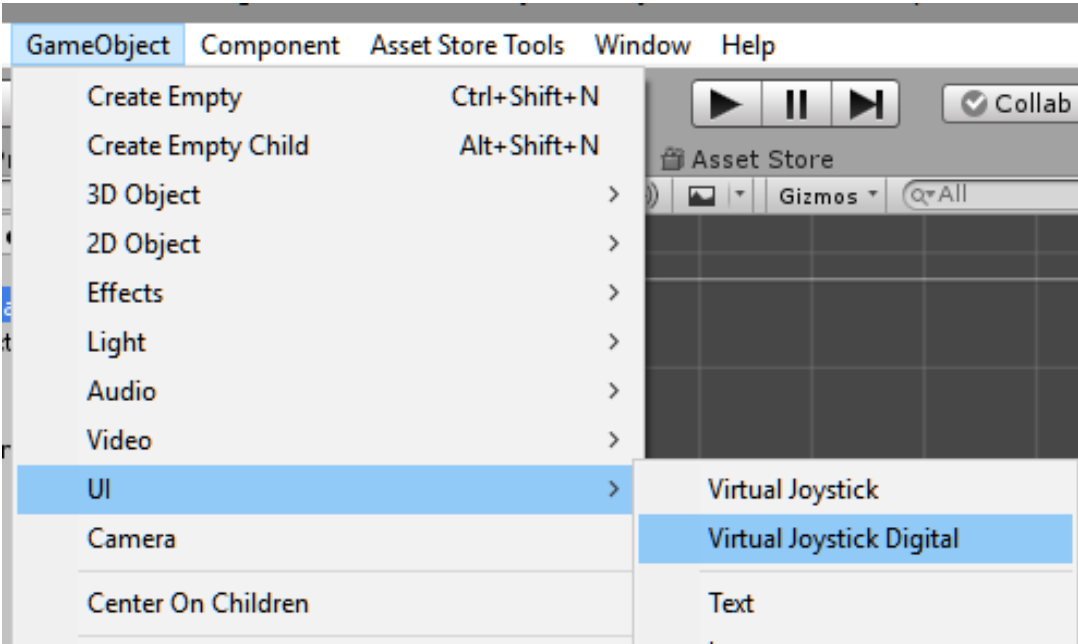 GameObject Component Asset Store Tools Window Help
Create Empty Ctrl+Shift+N
Collab
Create Empty Child Alt+Shift+N
Asset Store
3D Object
Gizmos All
2D Object
Effects
Light
Audio
Video
UI
Virtual Joystick
Camera
Virtual Joystick Digital
Center On Children
Text